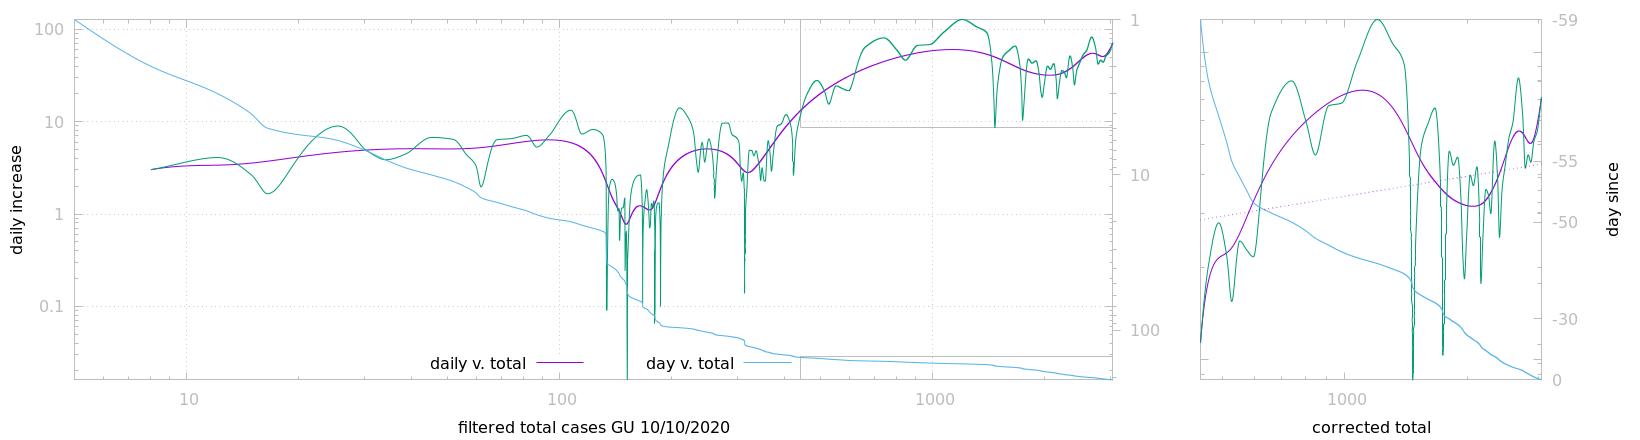 100
10
1
0.1
daily increase
daily v. total
day v. total
10
100
1000
filtered total cases GU 10/10/2020
1
10
100
1000
corrected total
-59
-55
-50
-30
0
day since